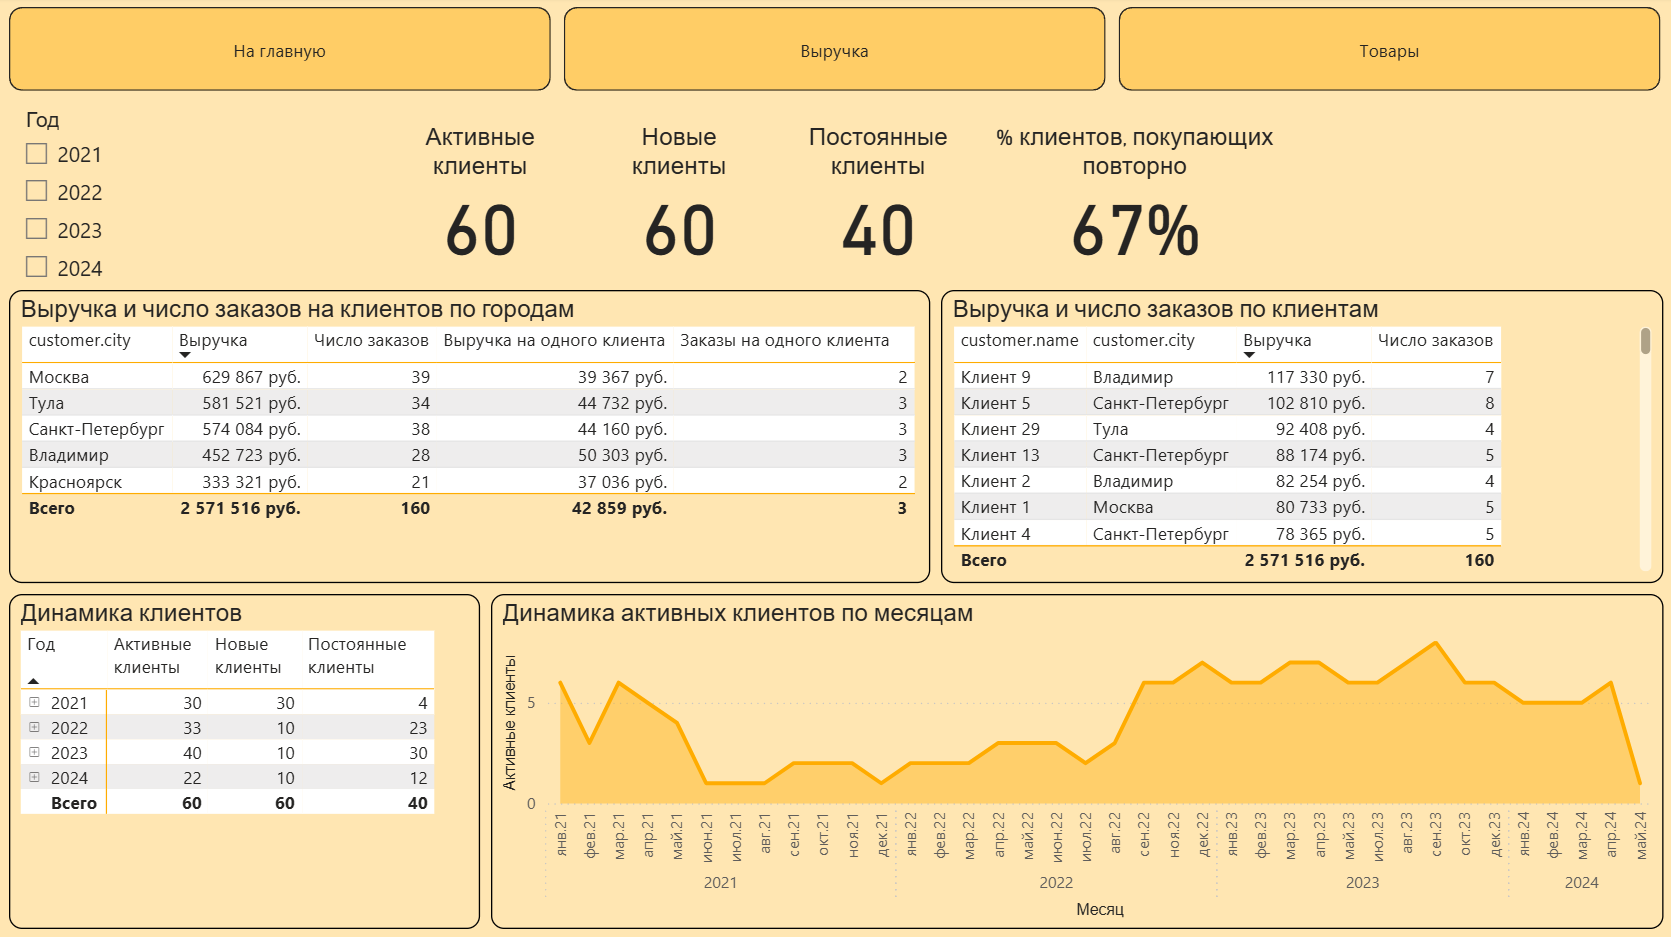 На главную
Выручка
Товары
Год
2021
2022
2023
2024
Активные
клиенты
60
Новые
клиенты
60
Постоянные
клиенты
40
% клиентов, покупающих
повторно
67%
Выручка и число заказов на клиентов по городам
customer.city Выручка Число заказов Выручка на одного клиента Заказы на одного клиента
Москва 629 867 руб. 39 39 367 руб. 2
Тула 581 521 руб. 34 44 732 руб. 3
Санкт-Петербург 574 084 руб. 38 44 160 руб. 3
Владимир 452 723 руб. 28 50 303 руб. 3
Красноярск 333 321 руб. 21 37 036 руб. 2
Всего 2 571 516 руб. 160 42 859 руб. 3
Выручка и число заказов по клиентам
customer.name customer.city Выручка Число заказов
Клиент 9 Владимир 117 330 руб. 7
Клиент 5 Санкт-Петербург 102 810 руб. 8
Клиент 29 Тула 92 408 руб. 4
Клиент 13 Санкт-Петербург 88 174 руб. 5
Клиент 2 Владимир 82 254 руб. 4
Клиент 1 Москва 80 733 руб. 5
Клиент 4 Санкт-Петербург 78 365 руб. 5
Всего 2 571 516 руб. 160
Динамика клиентов
Год Активные клиенты Новые клиенты Постоянные клиенты
2021 30 30 4
2022 33 10 23
2023 40 10 30
2024 22 10 12
Всего 60 60 40
Динамика активных клиентов по месяцам
Активные клиенты
5
0
янв.21 фев.21 мар.21 апр.21 май.21 июн.21 июл.21 авг.21 сен.21 окт.21 ноя.21 дек.21 янв.22 фев.22 мар.22 апр.22 май.22 июн.22 июл.22 авг.22 сен.22 ноя.22 дек.22 янв.23 фев.23 мар.23 апр.23 май.23 июл.23 авг.23 сен.23 окт.23 дек.23 янв.24 фев.24 мар.24 апр.24 май.24
2021 2022 2023 2024
Месяц